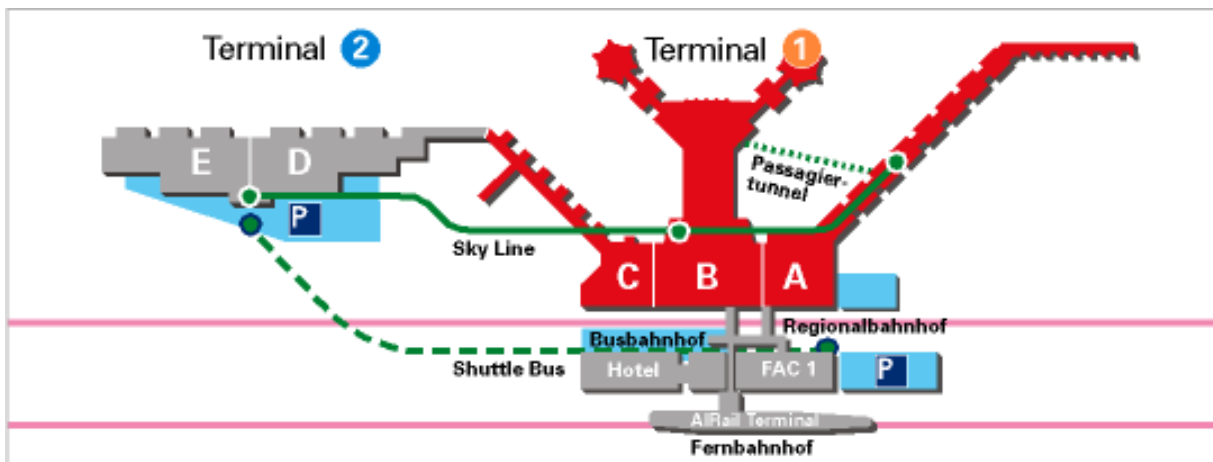 Terminal 2
Terminal 1
E
D
P
Passagier-
tunnel
Sky Line
C
B
A
Regionalbahnhof
Busbahnhof
Shuttle Bus
Hotel
FAC 1
P
AIRail Terminal
Fernbahnhof